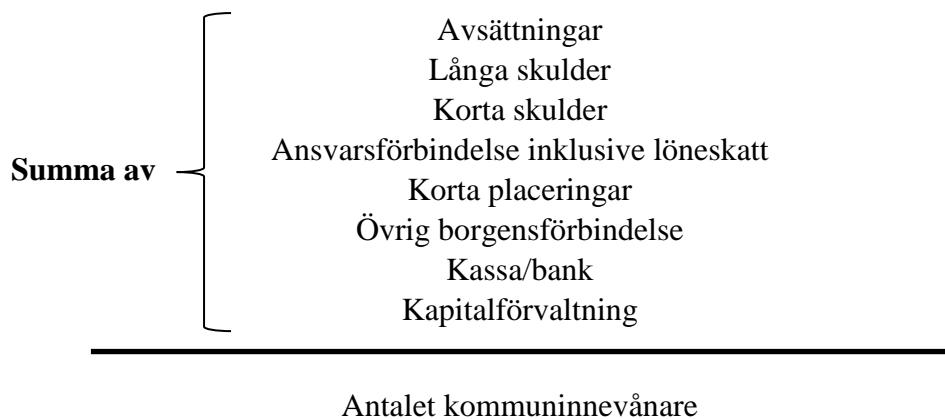 Avsättningar
Långa skulder
Korta skulder
Ansvarsförbindelse inklusive löneskatt
Summa av
Korta placeringar
Övrig borgensförbindelse
Kassa/bank
Kapitalförvaltning
Antalet kommuninnevånare